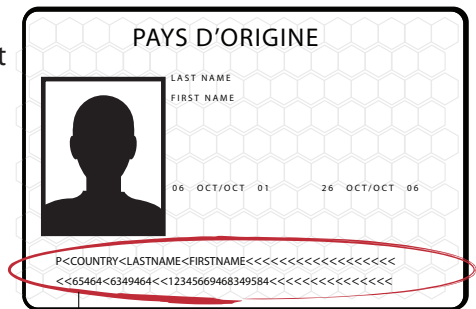 t
PAYS D’ORIGINE
LAST NAME
FIRST NAME
06 OCT/OCT 01 26 OCT/OCT 06
P<COUNTRY<LASTNAME<FIRSTNAME<<<<<<<<<<<<<<<<<<
<<65464<6349464<<12345669468349584<<<<<<<<<<<<<<<